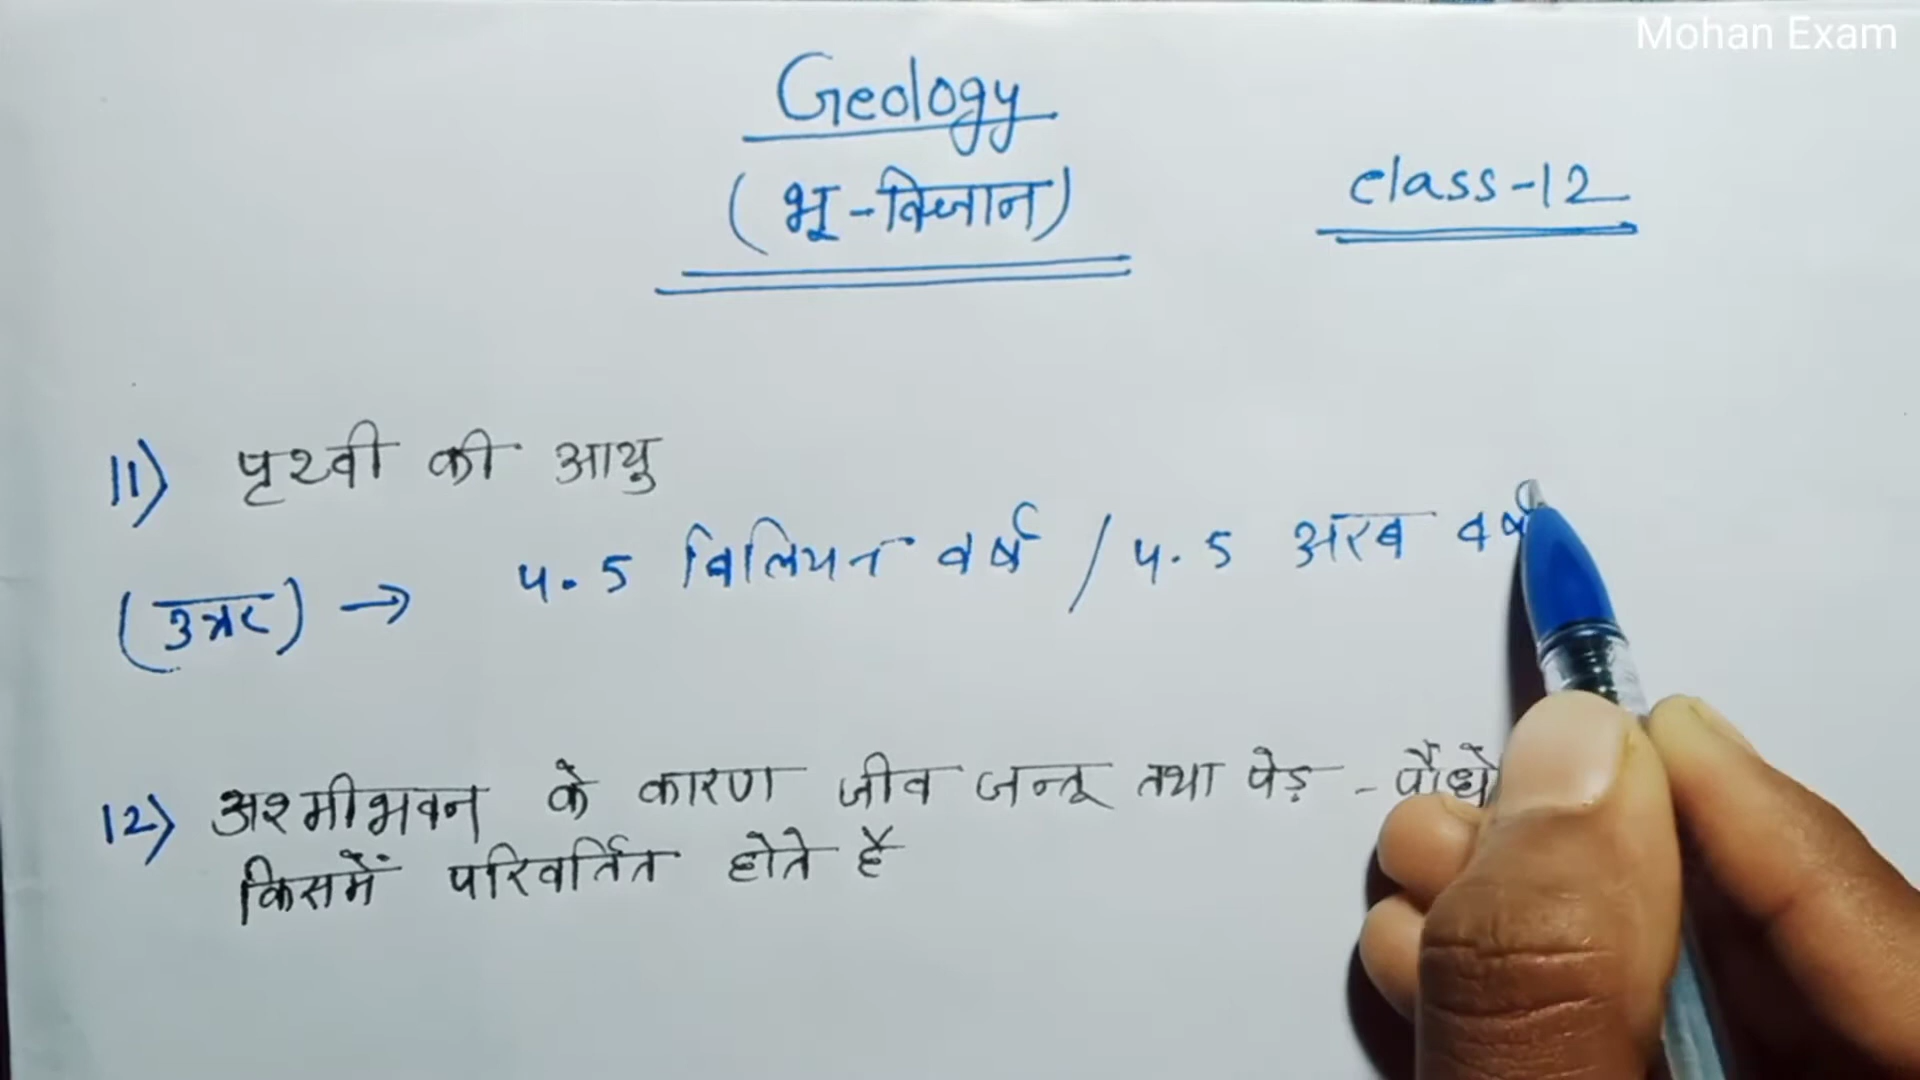 Mohan Exam
Geology
(भू-विज्ञान)
class-12
11) पृथ्वी की आयु
(उत्तर) → 4.5 बिलियन वर्ष / 4.5 अरब वर्ष
12) अश्मीभवन के कारण जीव जन्तू तथा पेड़ - पौधे
किसमें परिवर्तित होते है